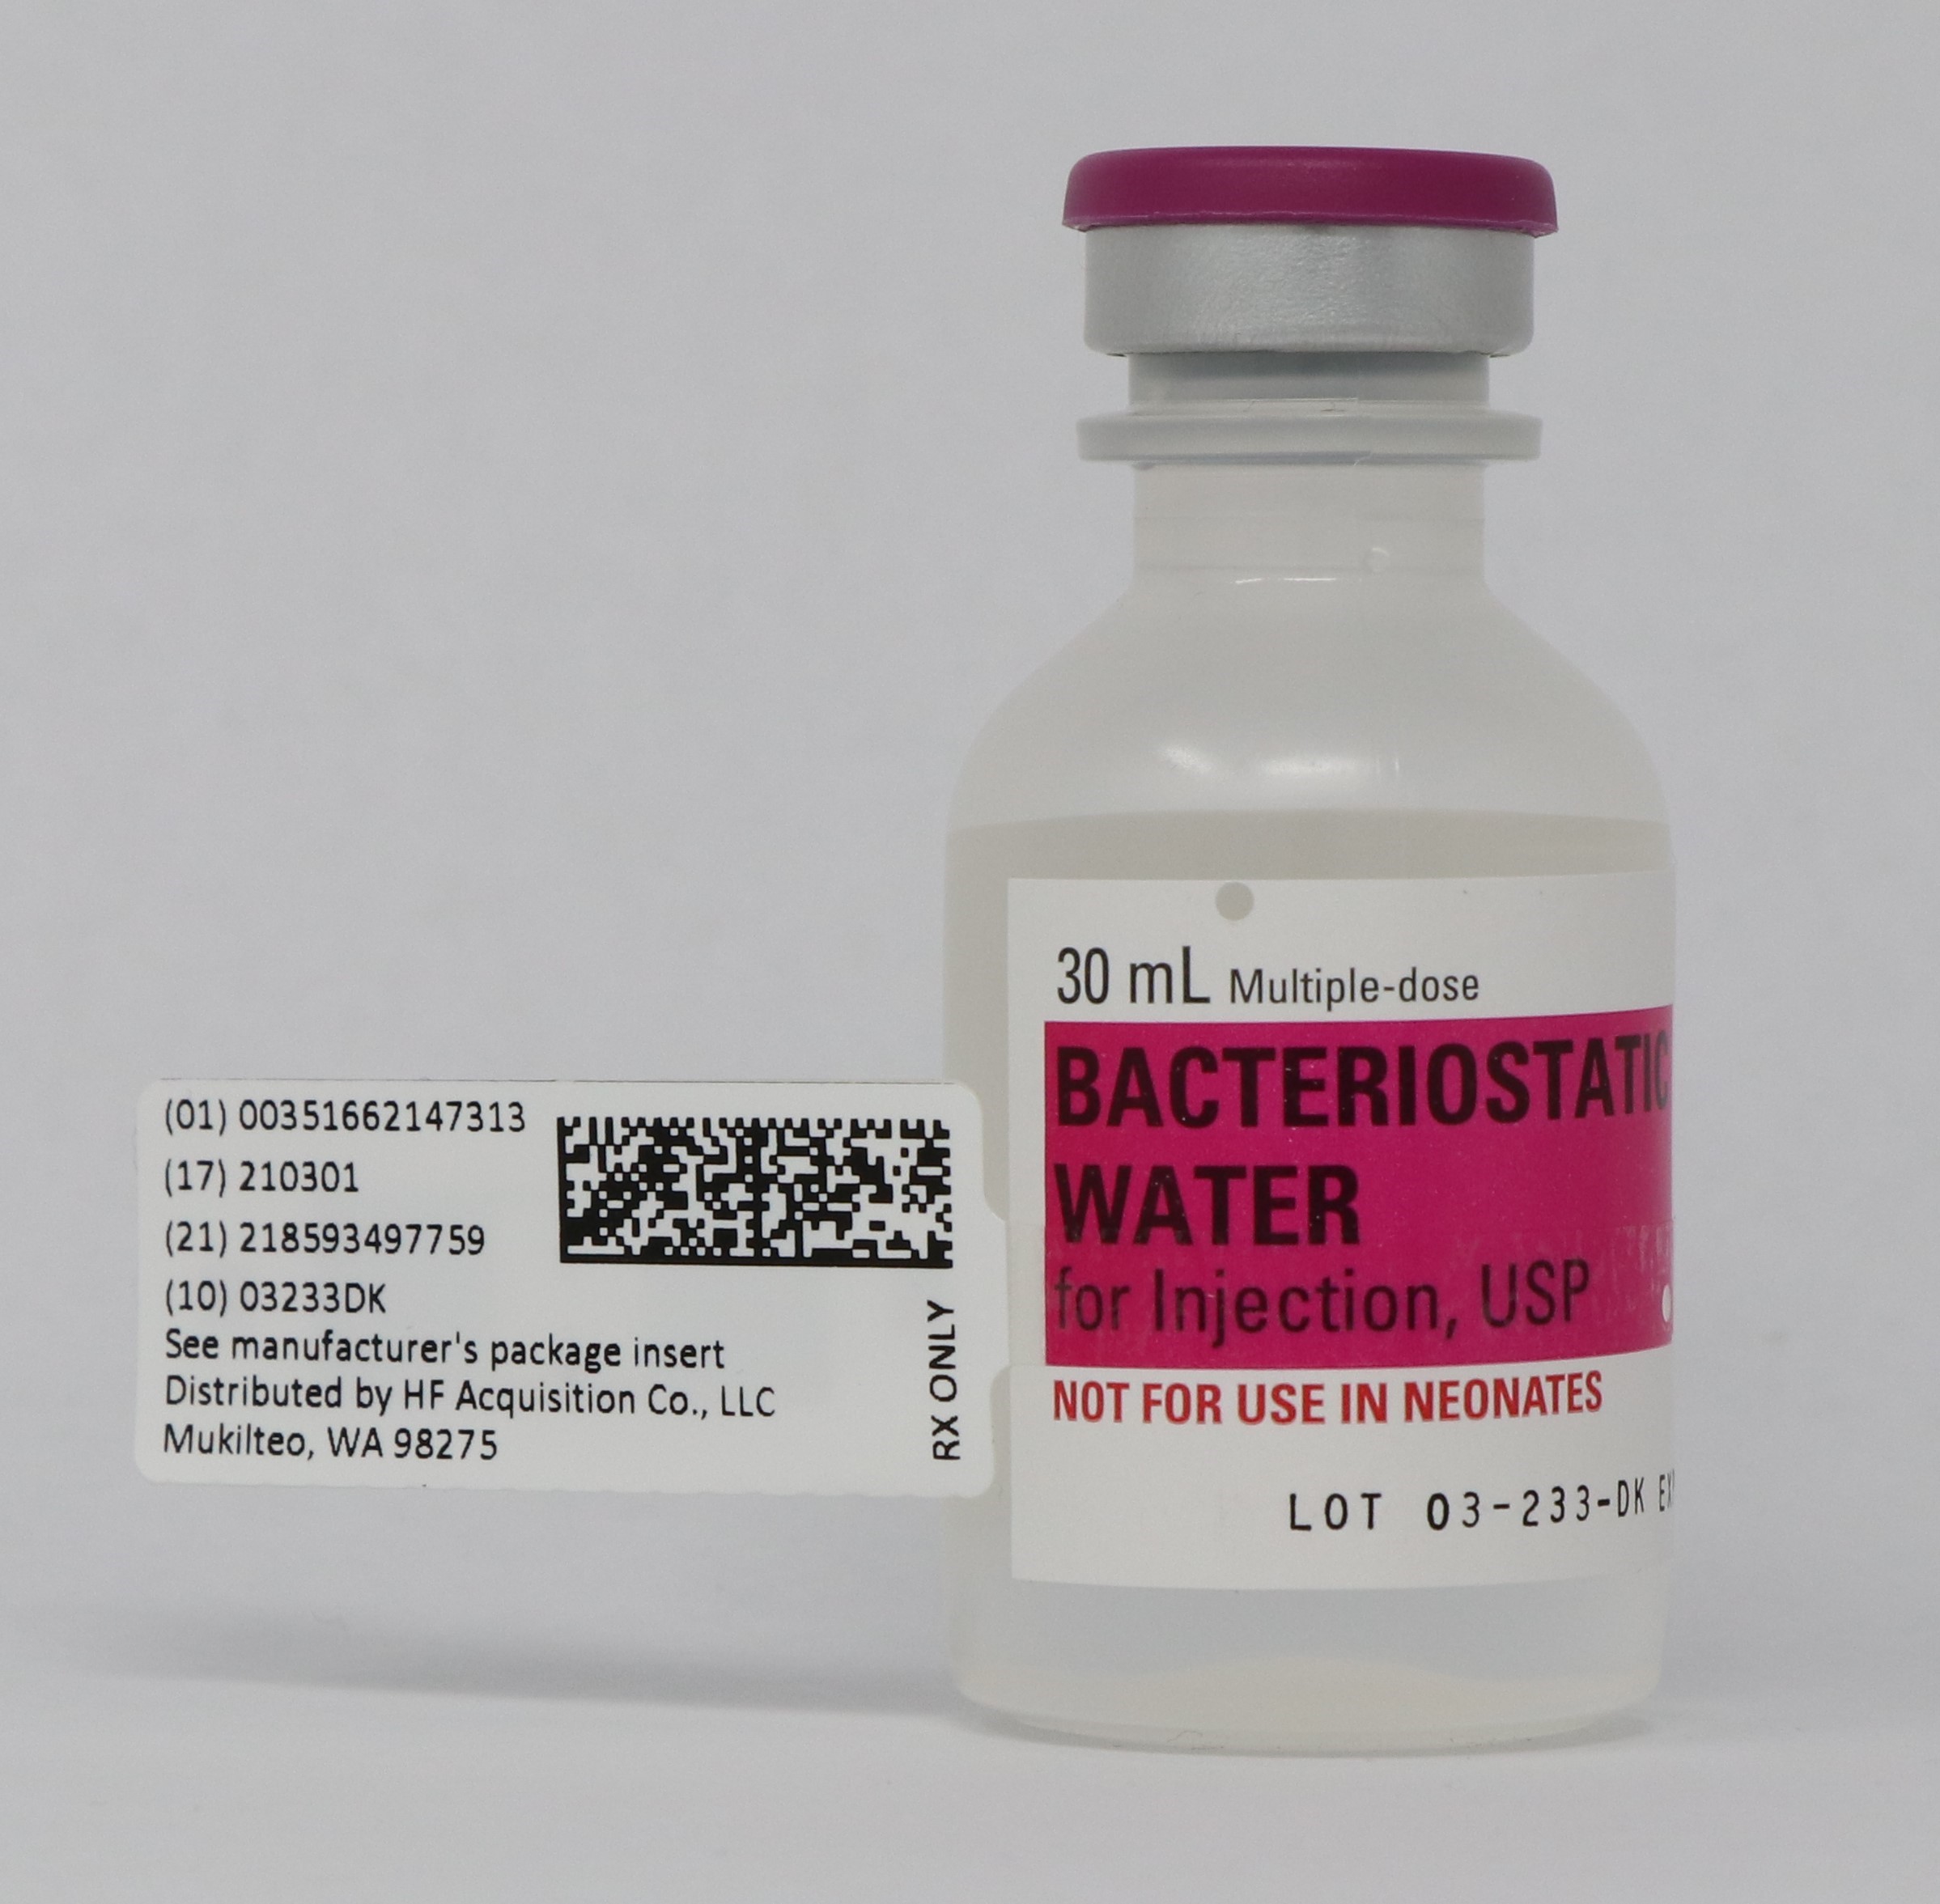 30 mL Multiple-dose
BACTERIOSTATIC
WATER
for Injection, USP
NOT FOR USE IN NEONATES
LOT 03-233-DK
(01) 00351662147313
(17) 210301
(21) 218593497759
(10) 03233DK
See manufacturer's package insert
Distributed by HF Acquisition Co., LLC
Mukilteo, WA 98275
RX ONLY